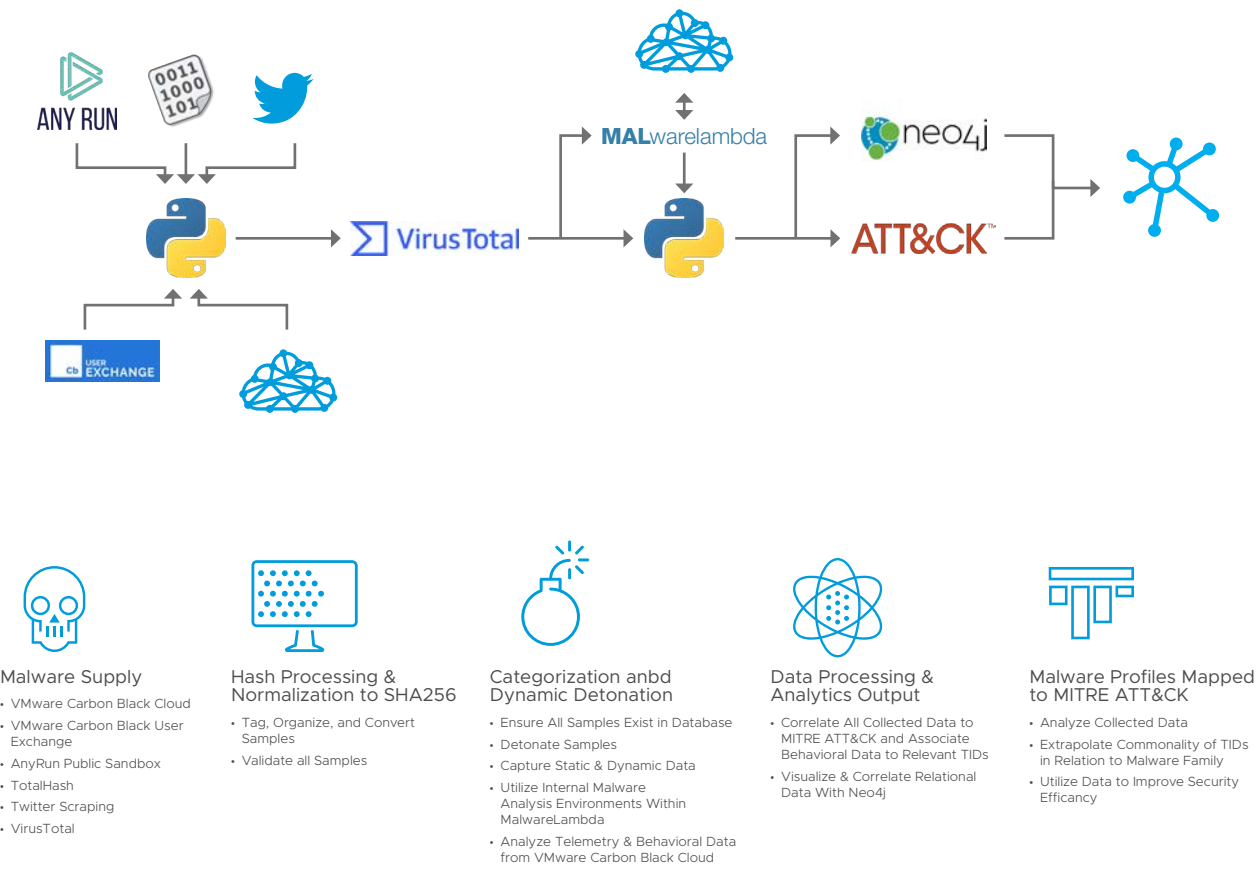 ANY RUN
0011
1000
101
MALwarelambda
neo4j
VirusTotal
ATT&CK™
Cb USER
EXCHANGE
Malware Supply
• VMware Carbon Black Cloud
• VMware Carbon Black User
Exchange
• AnyRun Public Sandbox
• TotalHash
• Twitter Scraping
• VirusTotal
Hash Processing &
Normalization to SHA256
• Tag, Organize, and Convert
Samples
• Validate all Samples
Categorization anbd
Dynamic Detonation
• Ensure All Samples Exist in Database
• Detonate Samples
• Capture Static & Dynamic Data
• Utilize Internal Malware
Analysis Environments Within
MalwareLambda
• Analyze Telemetry & Behavioral Data
from VMware Carbon Black Cloud
Data Processing &
Analytics Output
• Correlate All Collected Data to
MITRE ATT&CK and Associate
Behavioral Data to Relevant TIDs
• Visualize & Correlate Relational
Data With Neo4j
Malware Profiles Mapped
to MITRE ATT&CK
• Analyze Collected Data
• Extrapolate Commonality of TIDs
in Relation to Malware Family
• Utilize Data to Improve Security
Efficancy